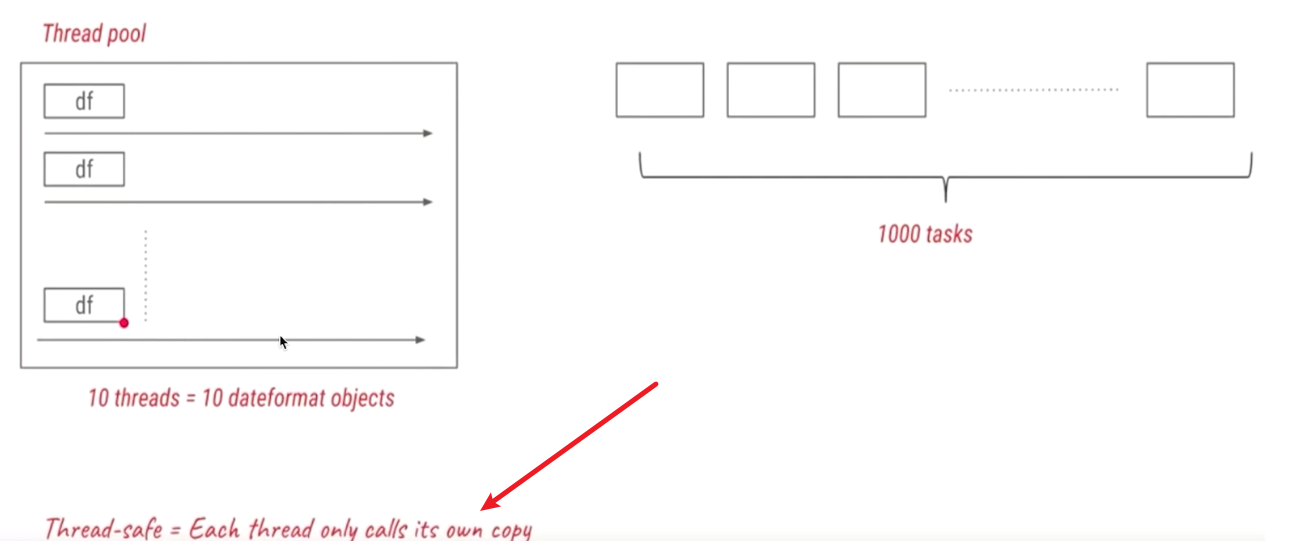 Thread pool
df
df
df
10 threads = 10 dateformat objects
1000 tasks
Thread-safe = Each thread only calls its own copy